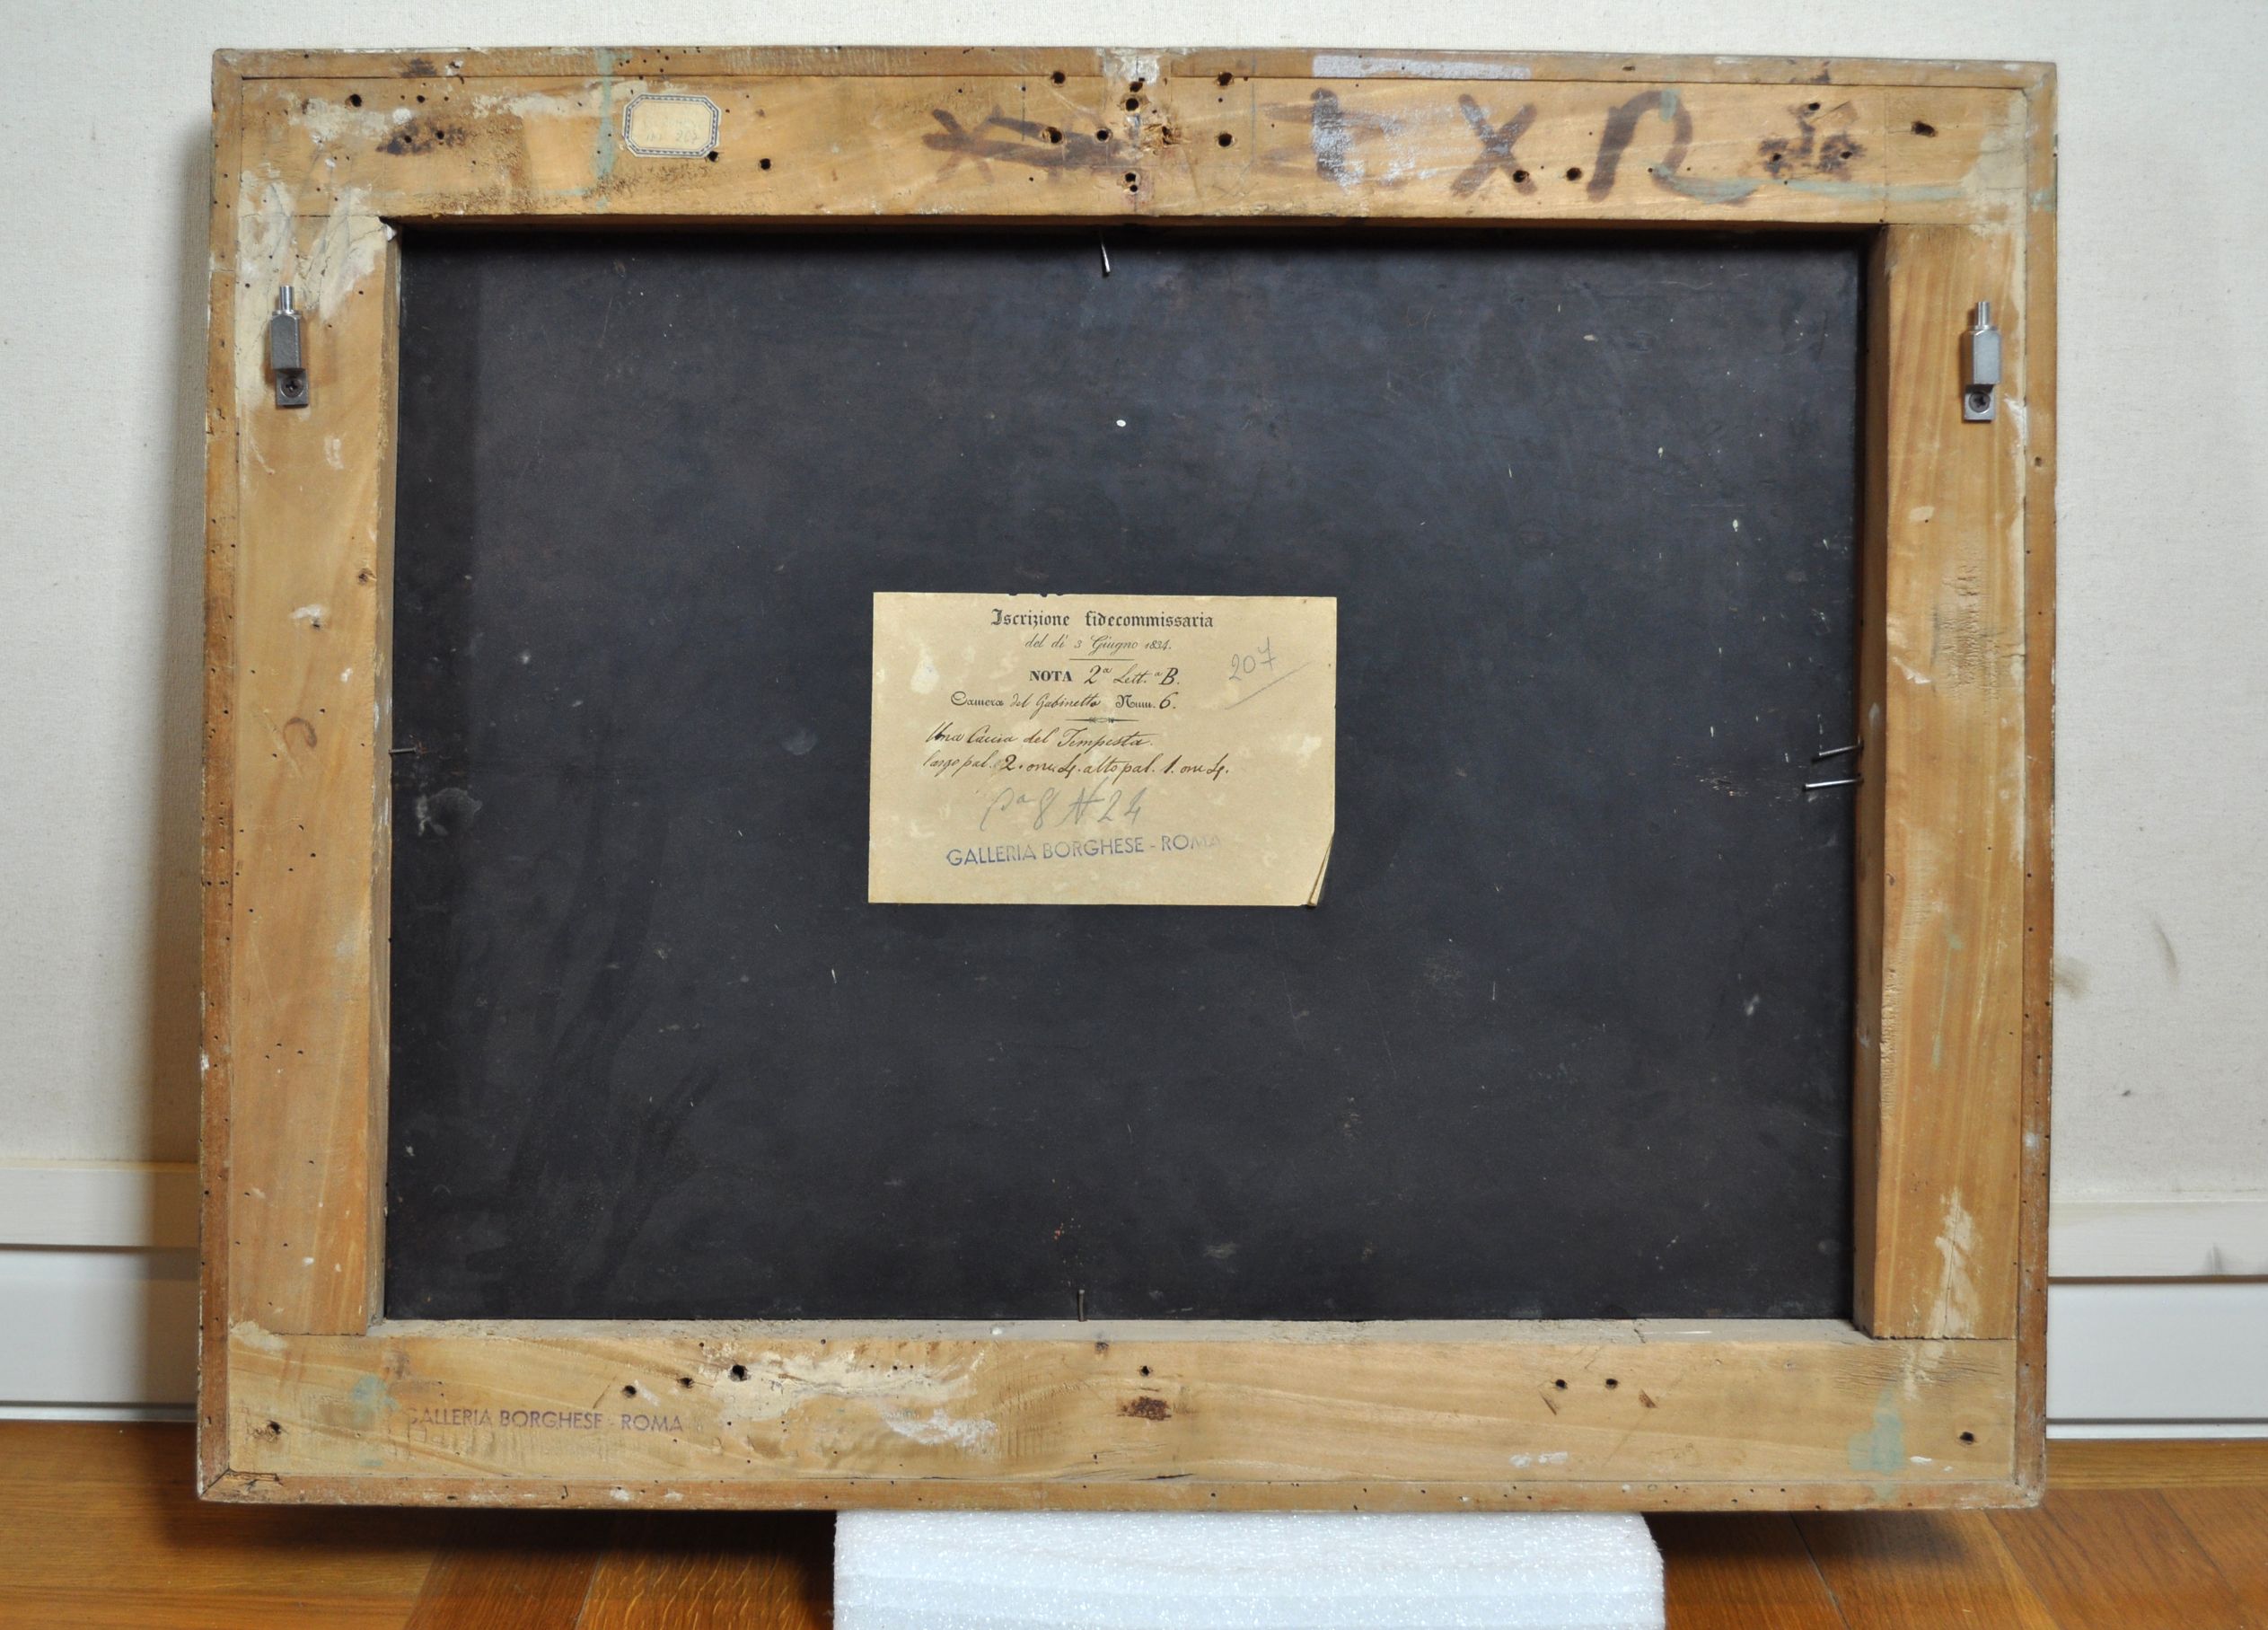 X R
Iscrizione fidecommissaria
del dì 3 Giugno 1834.
207
NOTA 2ª Lett.ª B.
Camera del Gabinetto Num. 6.
Una Caccia del Tempesta.
largo pal. 2. onc. 4. alto pal. 1. onc 4.
pª 8 N 24
GALLERIA BORGHESE - ROMA
GALLERIA BORGHESE - ROMA